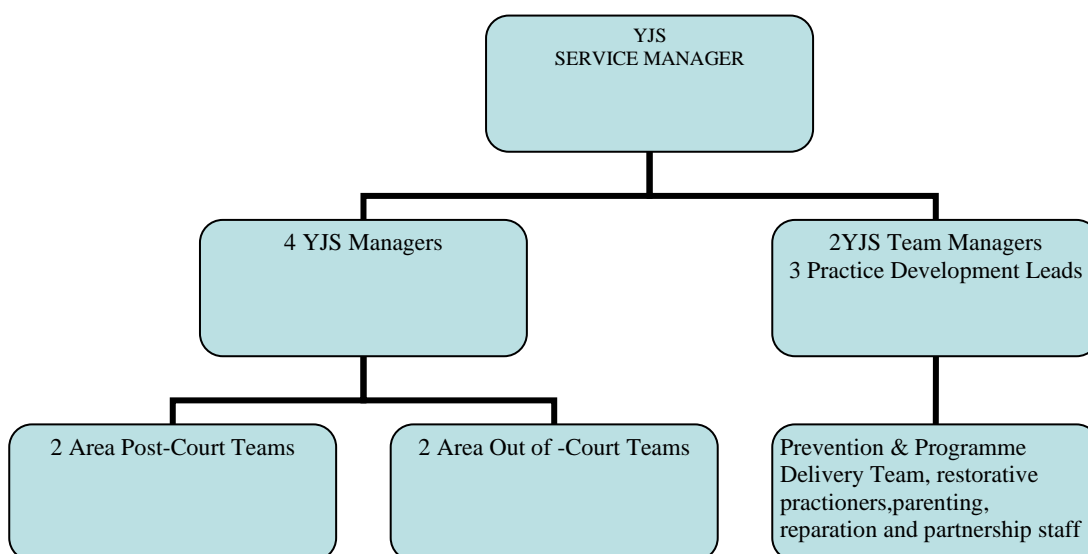 YJS
SERVICE MANAGER
4 YJS Managers
2YJS Team Managers
3 Practice Development Leads
2 Area Post-Court Teams
2 Area Out of -Court Teams
Prevention & Programme
Delivery Team, restorative
practioners,parenting,
reparation and partnership staff